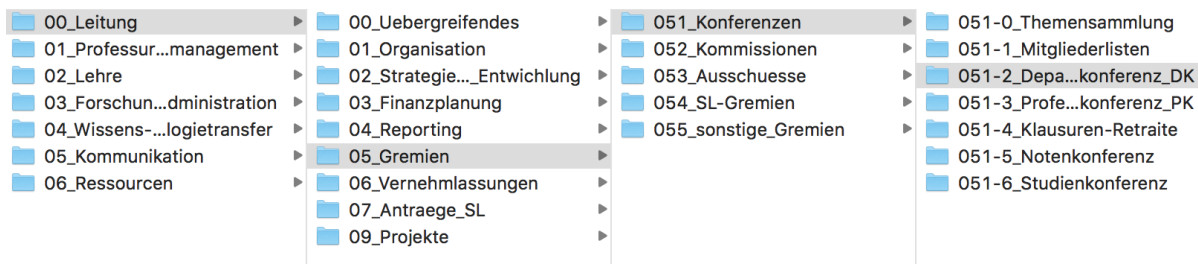 00_Leitung
01_Professur...management
02_Lehre
03_Forschun...dministration
04_Wissens-...logietransfer
05_Kommunikation
06_Ressourcen
00_Uebergreifendes
01_Organisation
02_Strategie..._Entwichlung
03_Finanzplanung
04_Reporting
05_Gremien
06_Vernehmlassungen
07_Antraege_SL
09_Projekte
051_Konferenzen
052_Kommissionen
053_Ausschuesse
054_SL-Gremien
055_sonstige_Gremien
051-0_Themensammlung
051-1_Mitgliederlisten
051-2_Depa...konferenz_DK
051-3_Profe...konferenz_PK
051-4_Klausuren-Retraite
051-5_Notenkonferenz
051-6_Studienkonferenz